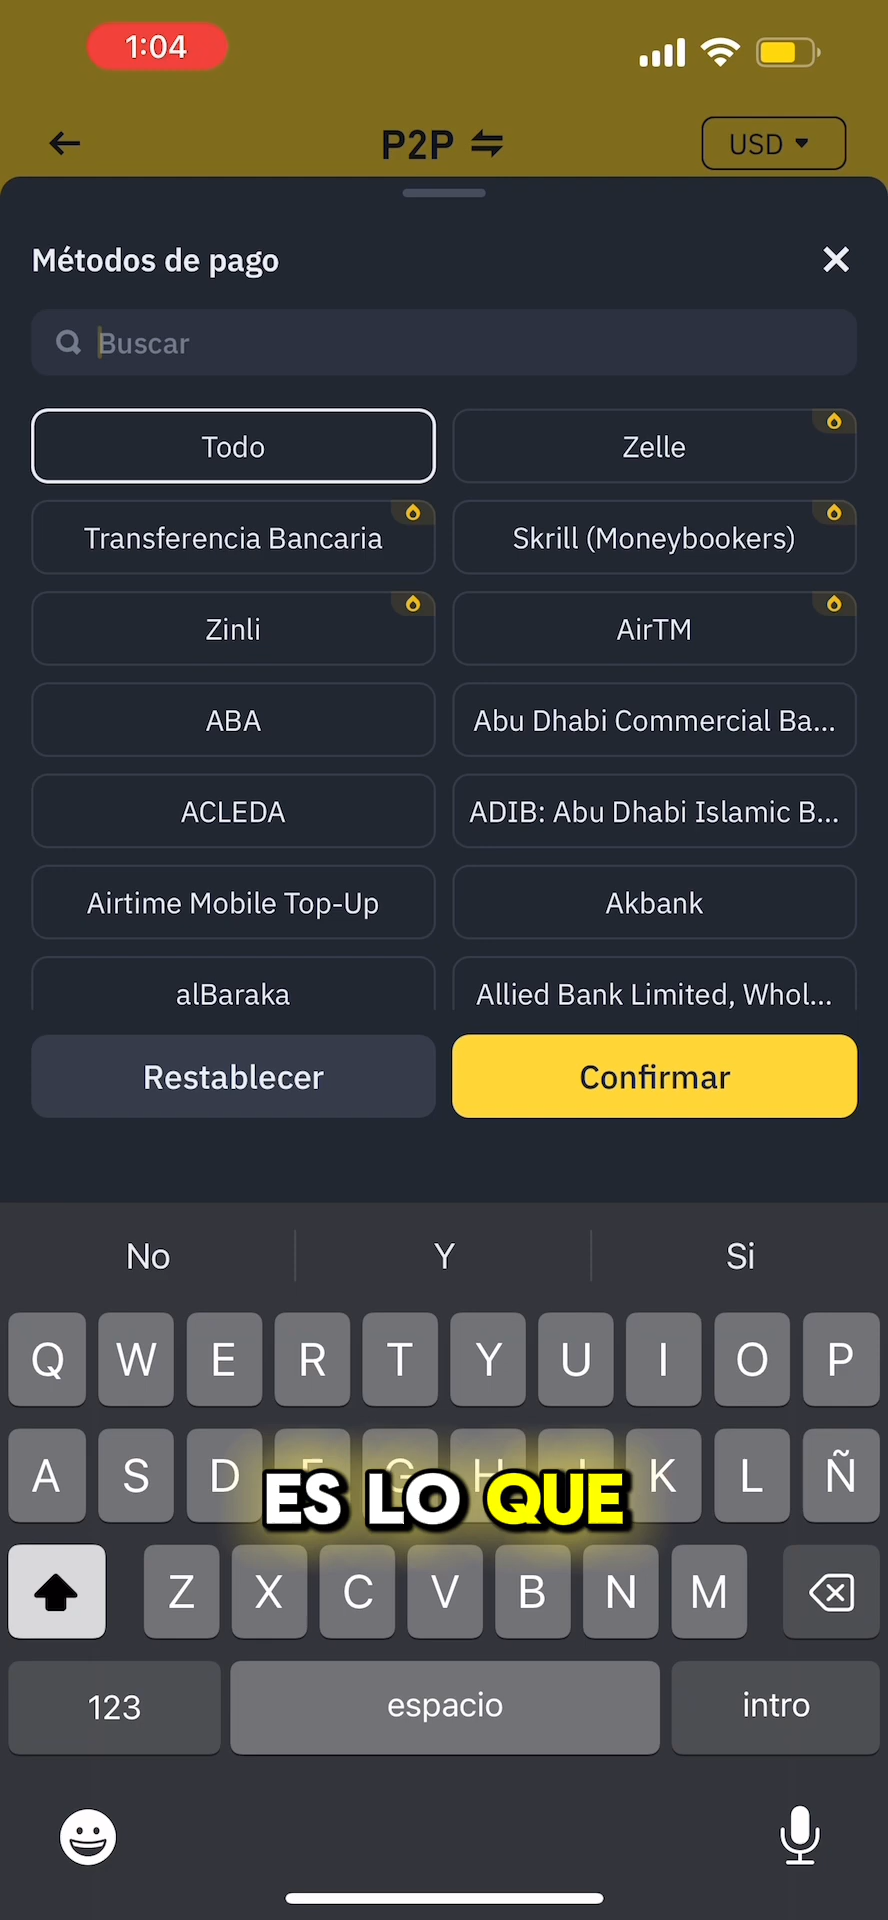 1:04
P2P
USD
Métodos de pago
Buscar
Todo
Zelle
Transferencia Bancaria
Skrill (Moneybookers)
Zinli
AirTM
ABA
Abu Dhabi Commercial Ba...
ACLEDA
ADIB: Abu Dhabi Islamic B...
Airtime Mobile Top-Up
Akbank
alBaraka
Allied Bank Limited, Whol...
Restablecer
Confirmar
No
Y
Si
Q W E R T Y U I O P
A S D F G H J K L Ñ
ES LO QUE
Z X C V B N M
123
espacio
intro